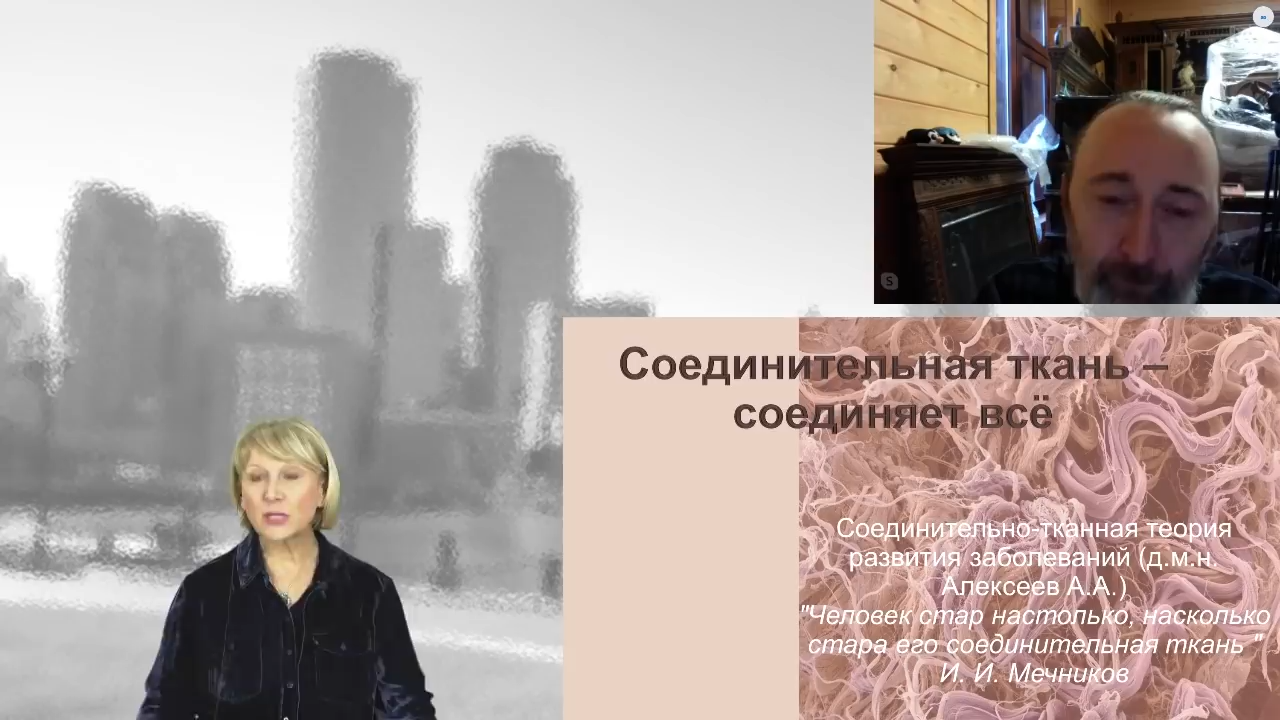 Соединительная ткань –
соединяет всё
Соединительно-тканная теория
развития заболеваний (д.м.н.
Алексеев А.А.)
"Человек стар настолько, насколько
стара его соединительная ткань "
И. И. Мечников